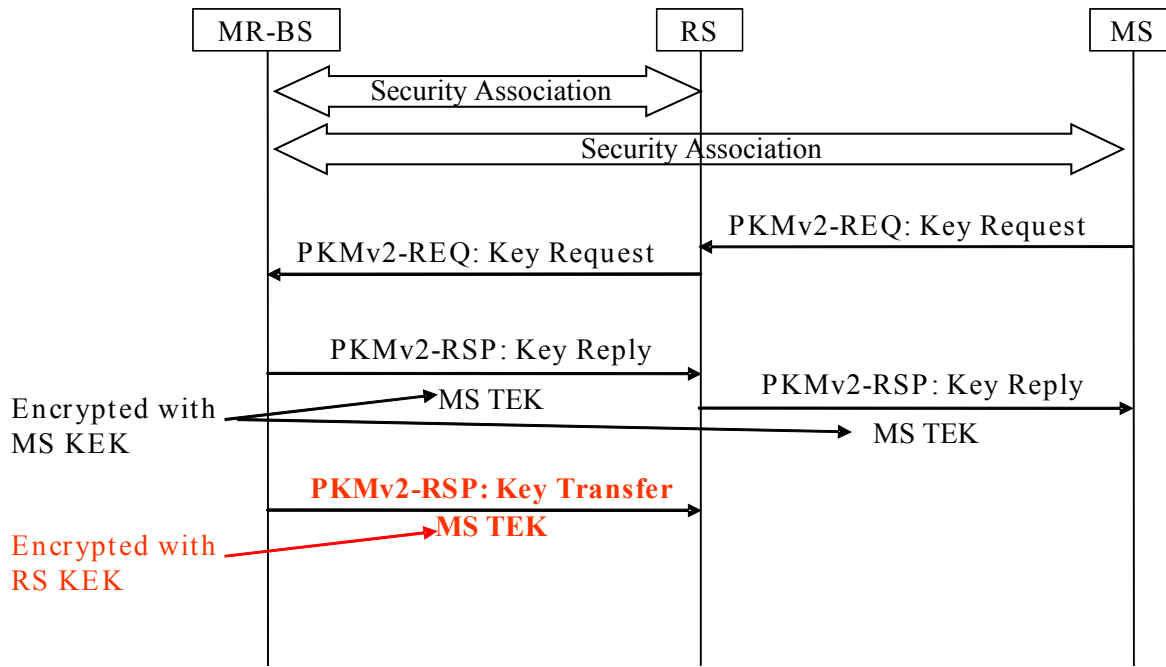 MR-BS
RS
MS
Security Association
Security Association
PKMv2-REQ: Key Request
PKMv2-REQ: Key Request
PKMv2-RSP: Key Reply
PKMv2-RSP: Key Reply
MS TEK
Encrypted with
MS KEK
MS TEK
PKMv2-RSP: Key Transfer
MS TEK
Encrypted with
RS KEK